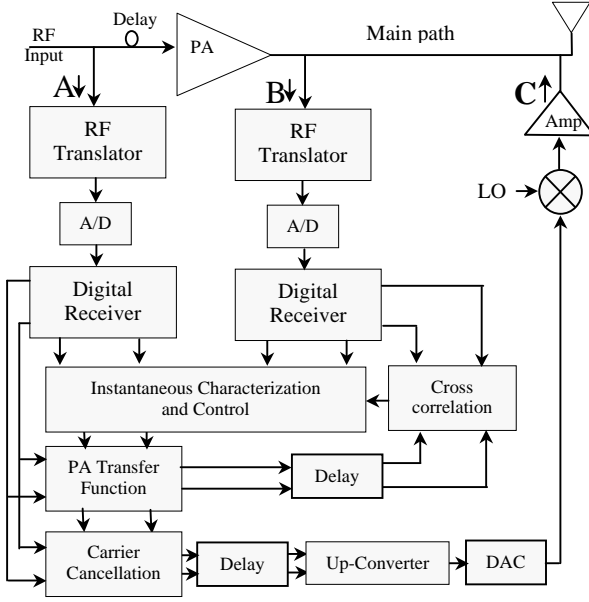 Delay
RF
Input
PA
Main path
A
B
C
Amp
RF
Translator
RF
Translator
LO
A/D
A/D
Digital
Receiver
Digital
Receiver
Instantaneous Characterization
and Control
Cross
correlation
PA Transfer
Function
Delay
Carrier
Cancellation
Delay
Up-Converter
DAC